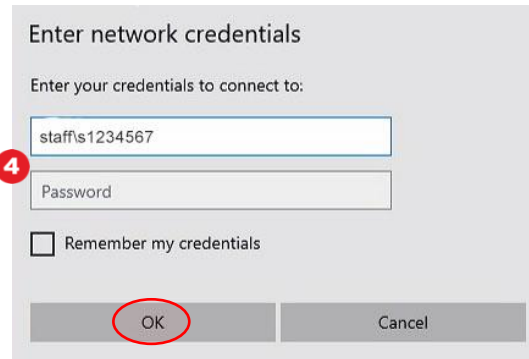 Enter network credentials
Enter your credentials to connect to:
staff\s1234567
4
Password
Remember my credentials
OK Cancel